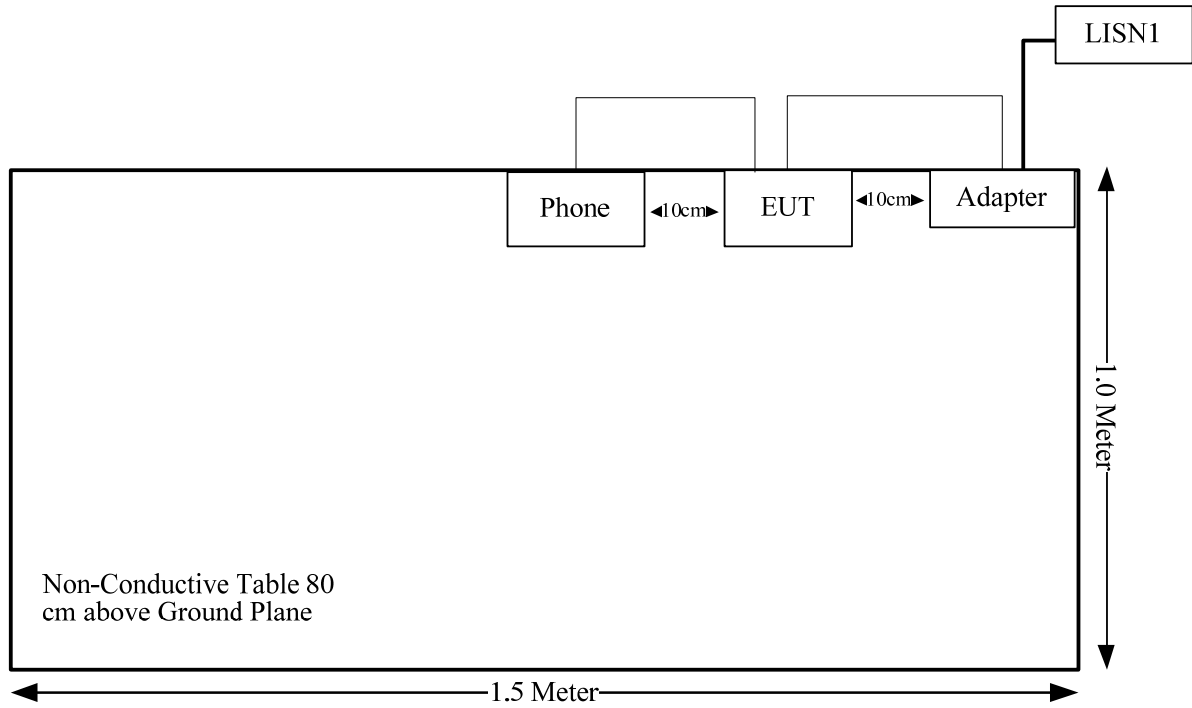 LISN1
Phone
10cm
EUT
10cm
Adapter
1.0 Meter
Non-Conductive Table 80
cm above Ground Plane
1.5 Meter